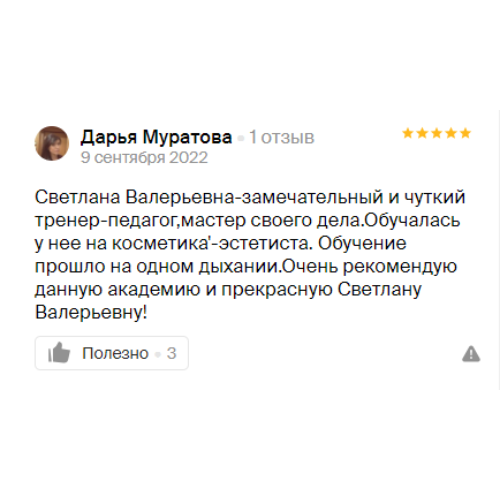 Дарья Муратова • 1 отзыв
9 сентября 2022
Светлана Валерьевна-замечательный и чуткий
тренер-педагог,мастер своего дела.Обучалась
у нее на косметика'-эстетиста. Обучение
прошло на одном дыхании.Очень рекомендую
данную академию и прекрасную Светлану
Валерьевну!
Полезно • 3